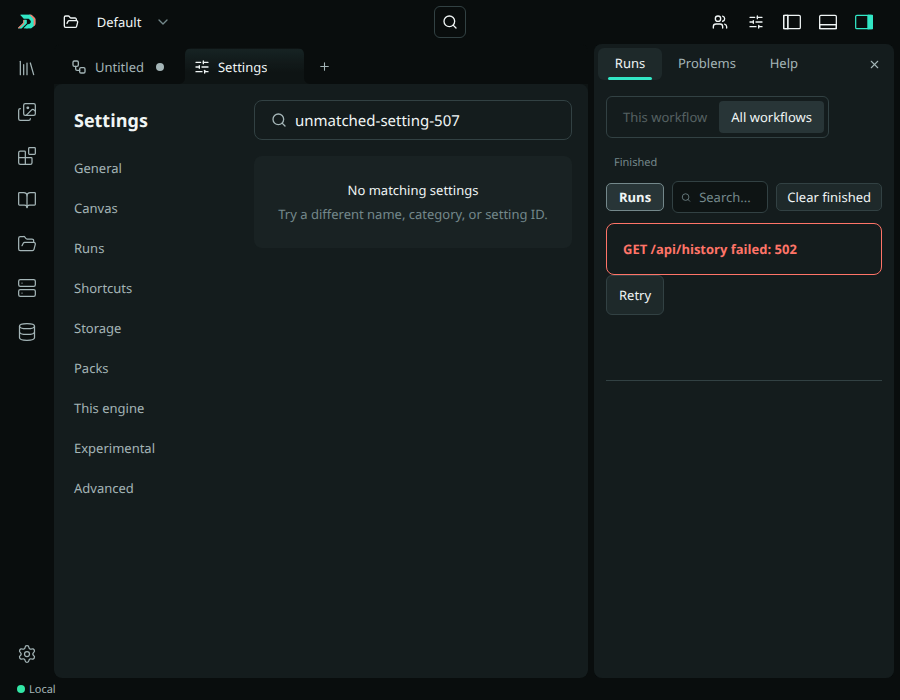 Default
Untitled
Settings
Runs
Problems
Help
Settings
unmatched-setting-507
General
Canvas
Runs
Shortcuts
Storage
Packs
This engine
Experimental
Advanced
No matching settings
Try a different name, category, or setting ID.
This workflow
All workflows
Finished
Runs
Search...
Clear finished
GET /api/history failed: 502
Retry
Local